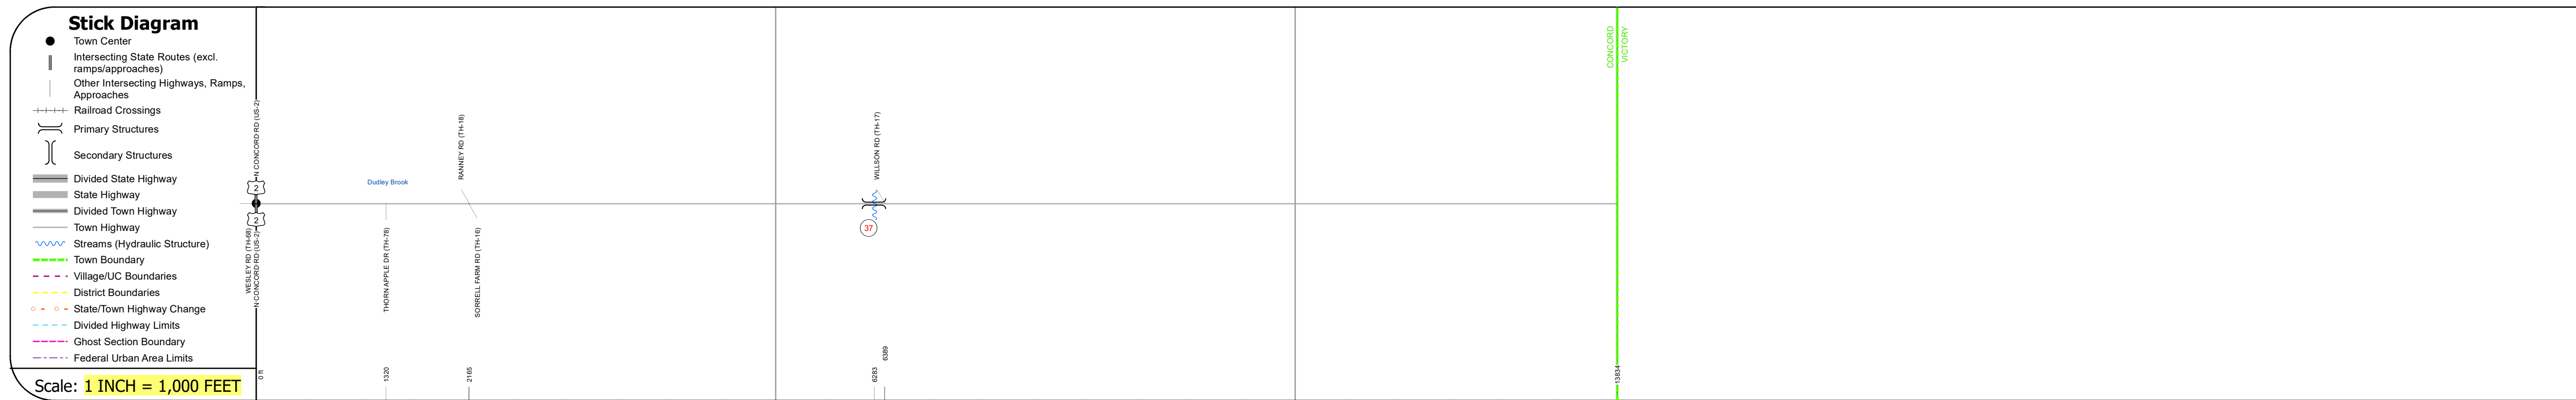 Stick Diagram
Town Center
Intersecting State Routes (excl.
ramps/approaches)
Other Intersecting Highways, Ramps,
Approaches
Railroad Crossings
Primary Structures
Secondary Structures
Divided State Highway
State Highway
Divided Town Highway
Town Highway
Streams (Hydraulic Structure)
Town Boundary
Village/UC Boundaries
District Boundaries
State/Town Highway Change
Divided Highway Limits
Ghost Section Boundary
Federal Urban Area Limits
Scale: 1 INCH = 1,000 FEET
N CONCORD RD (US-2)
2
2
WESLEY RD (TH-68)
N CONCORD RD (US-2)
0 ft
Dudley Brook
THORN APPLE DR (TH-78)
1320
RANNEY RD (TH-18)
SORRELL FARM RD (TH-16)
2165
WILLSON RD (TH-17)
37
6283
6389
CONCORD
VICTORY
13834